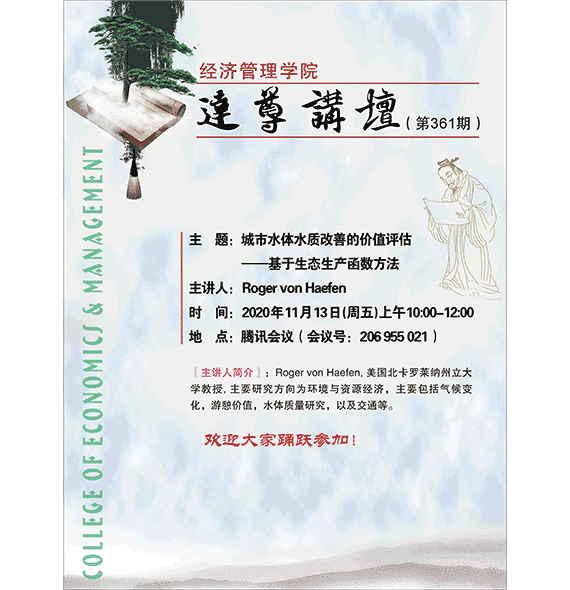 经济管理学院
達尊講壇（第361期）
COLLEGE OF ECONOMICS & MANAGEMENT
主　题：城市水体水质改善的价值评估
——基于生态生产函数方法
主讲人：Roger von Haefen
时　间：2020年11月13日(周五)上午10:00-12:00
地　点：腾讯会议（会议号：206 955 021）
〖主讲人简介〗：Roger von Haefen, 美国北卡罗莱纳州立大
学教授, 主要研究方向为环境与资源经济，主要包括气候变
化，游憩价值，水体质量研究，以及交通等。
欢迎大家踊跃参加！